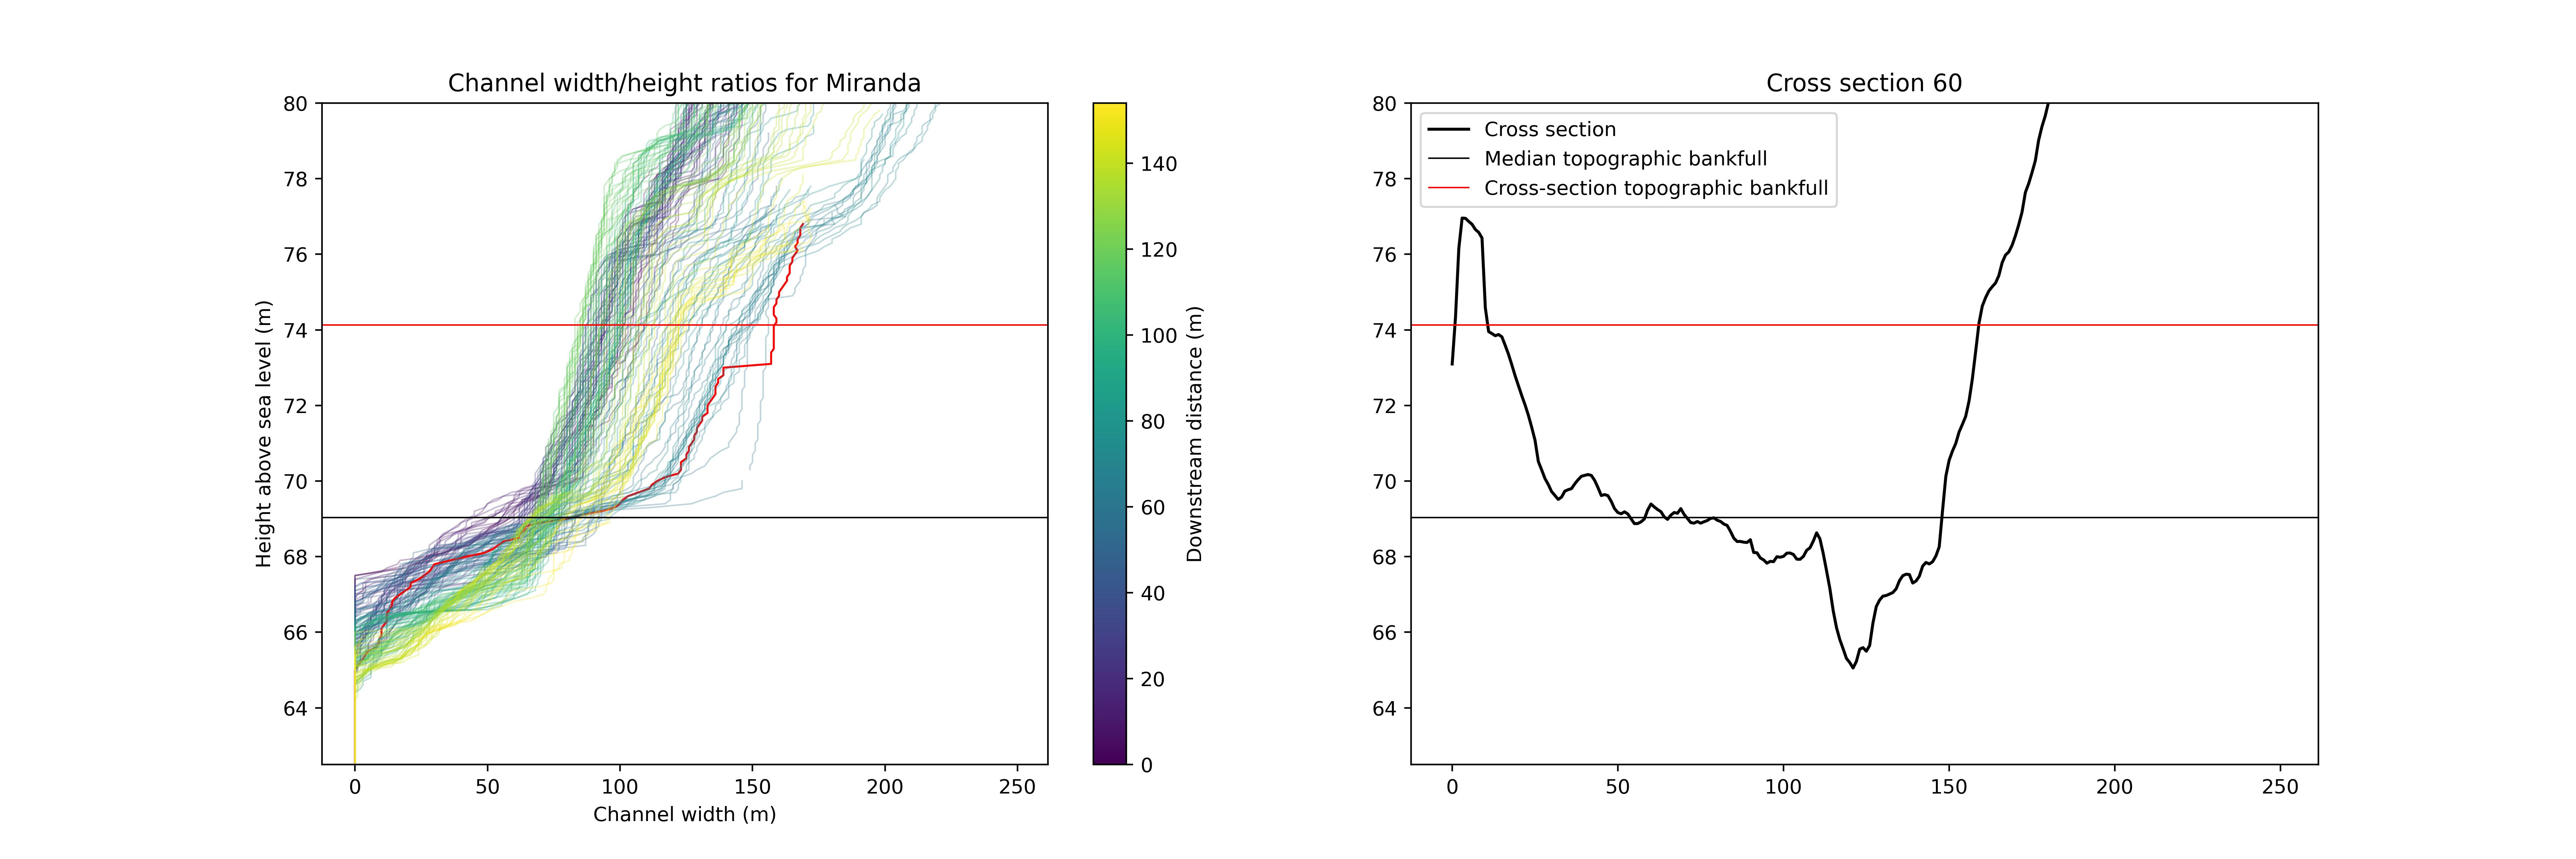 Channel width/height ratios for Miranda
80
78
76
74
72
70
68
66
64
Height above sea level (m)
0 50 100 150 200 250
Channel width (m)
140
120
100
80
60
40
20
0
Downstream distance (m)
Cross section 60
Cross section
Median topographic bankfull
Cross-section topographic bankfull
80
78
76
74
72
70
68
66
64
0 50 100 150 200 250